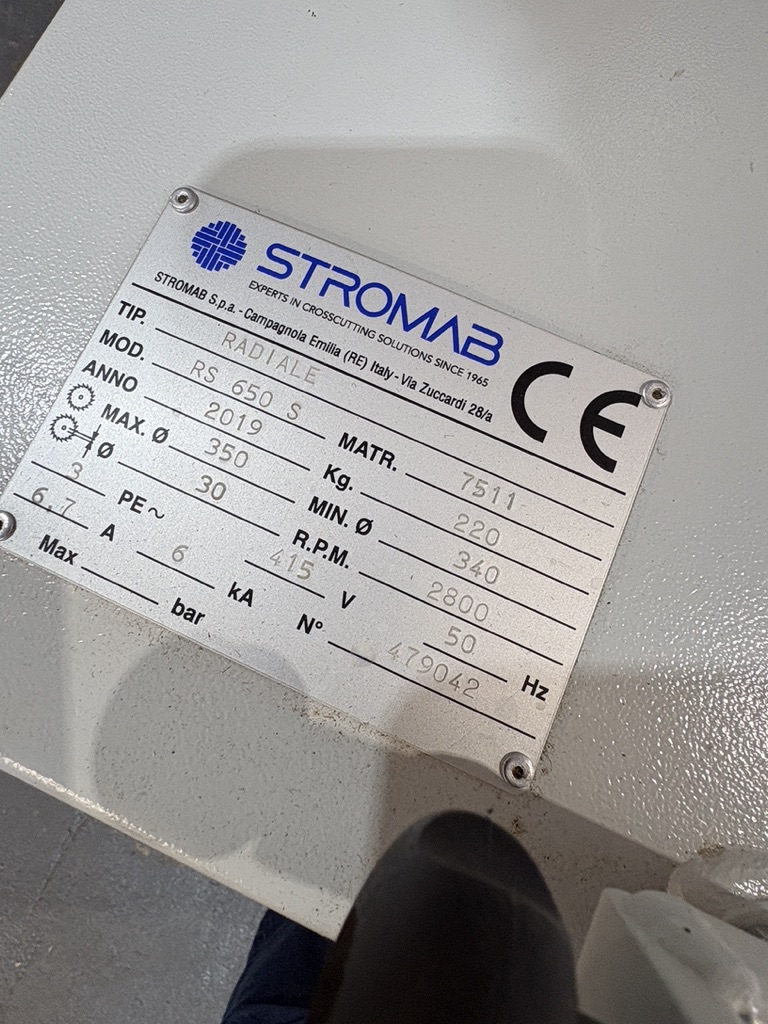 STROMAB
EXPERTS IN CROSSCUTTING SOLUTIONS SINCE 1965
CE
STROMAB S.p.a. - Campagnola Emilia (RE) Italy - Via Zuccardi 28/a
TIP. RADIALE
MOD. RS 650 S MATR. 7511
ANNO 2019 Kg. 220
MAX. Ø 350 MIN. Ø 340
Ø 30 R.P.M. 2800
3 PE ~ 415 V 50 Hz
6,7 A 6 kA N° 479042
Max bar